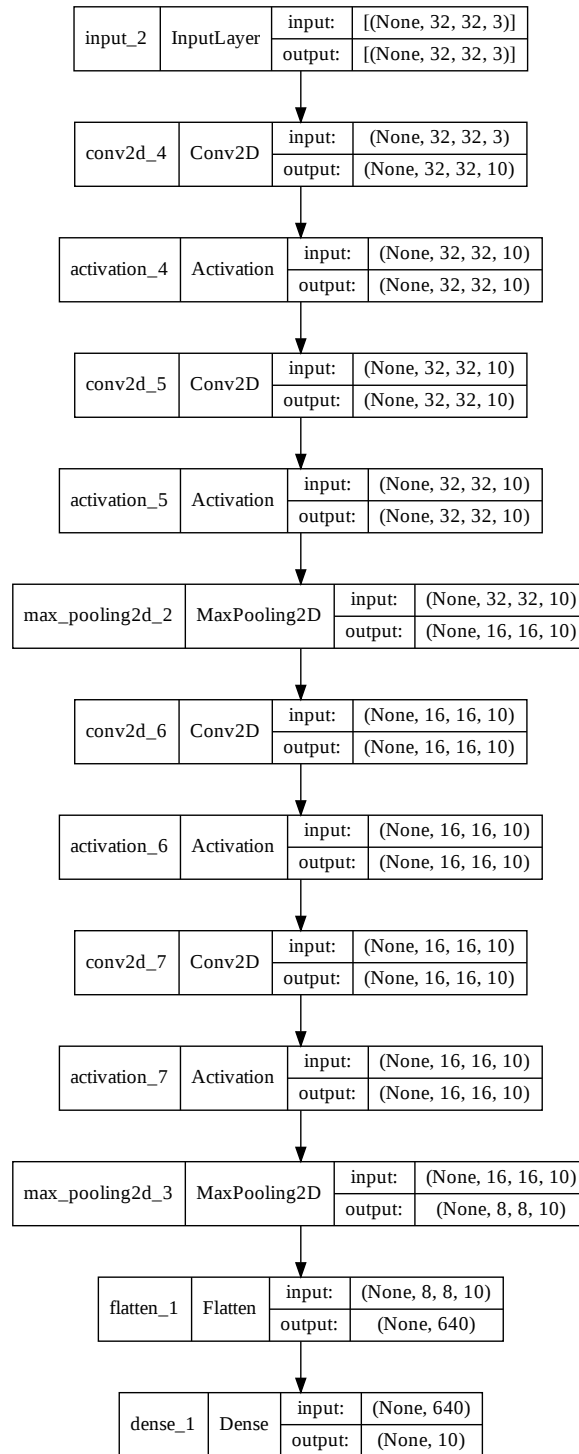 input_2 InputLayer input: [(None, 32, 32, 3)]
output: [(None, 32, 32, 3)]
conv2d_4 Conv2D input: (None, 32, 32, 3)
output: (None, 32, 32, 10)
activation_4 Activation input: (None, 32, 32, 10)
output: (None, 32, 32, 10)
conv2d_5 Conv2D input: (None, 32, 32, 10)
output: (None, 32, 32, 10)
activation_5 Activation input: (None, 32, 32, 10)
output: (None, 32, 32, 10)
max_pooling2d_2 MaxPooling2D input: (None, 32, 32, 10)
output: (None, 16, 16, 10)
conv2d_6 Conv2D input: (None, 16, 16, 10)
output: (None, 16, 16, 10)
activation_6 Activation input: (None, 16, 16, 10)
output: (None, 16, 16, 10)
conv2d_7 Conv2D input: (None, 16, 16, 10)
output: (None, 16, 16, 10)
activation_7 Activation input: (None, 16, 16, 10)
output: (None, 16, 16, 10)
max_pooling2d_3 MaxPooling2D input: (None, 16, 16, 10)
output: (None, 8, 8, 10)
flatten_1 Flatten input: (None, 8, 8, 10)
output: (None, 640)
dense_1 Dense input: (None, 640)
output: (None, 10)